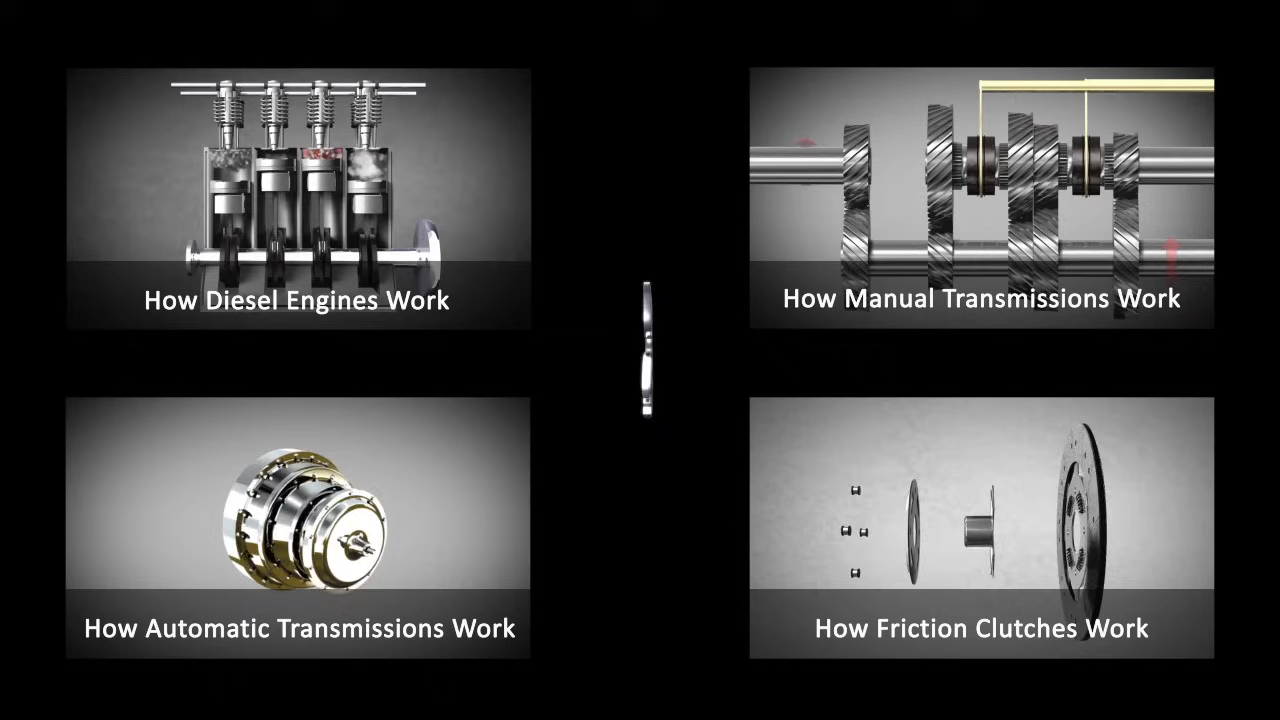 How Diesel Engines Work
How Manual Transmissions Work
How Automatic Transmissions Work
How Friction Clutches Work